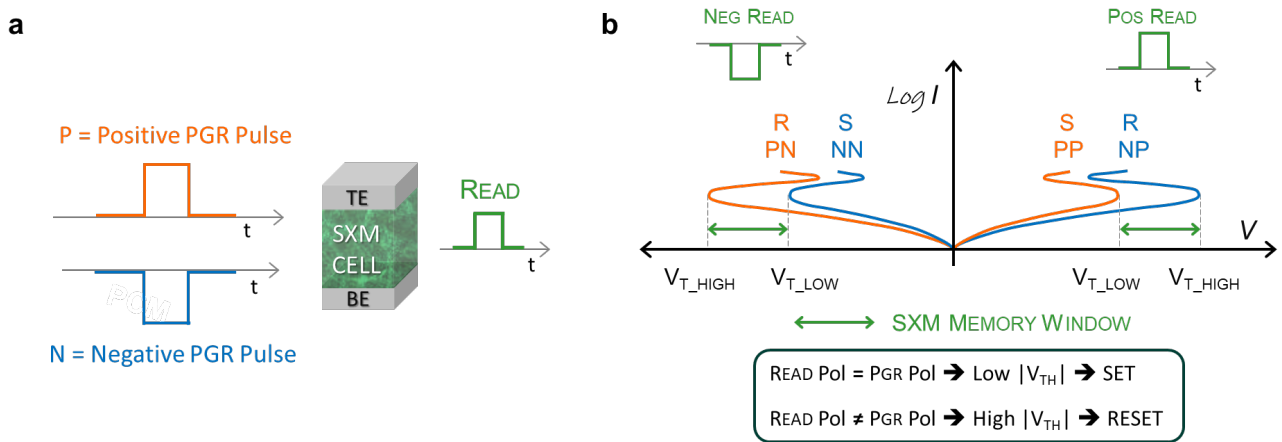 a
P = Positive PGR Pulse
t
t
POM
N = Negative PGR Pulse
TE
SXM
CELL
BE
READ
t
b
NEG READ
t
POS READ
t
Log I
R
PN
S
NN
S
PP
R
NP
V
VT_HIGH
VT_LOW
VT_LOW
VT_HIGH
SXM MEMORY WINDOW
READ Pol = PGR Pol ➔ Low |VTH| ➔ SET
READ Pol ≠ PGR Pol ➔ High |VTH| ➔ RESET